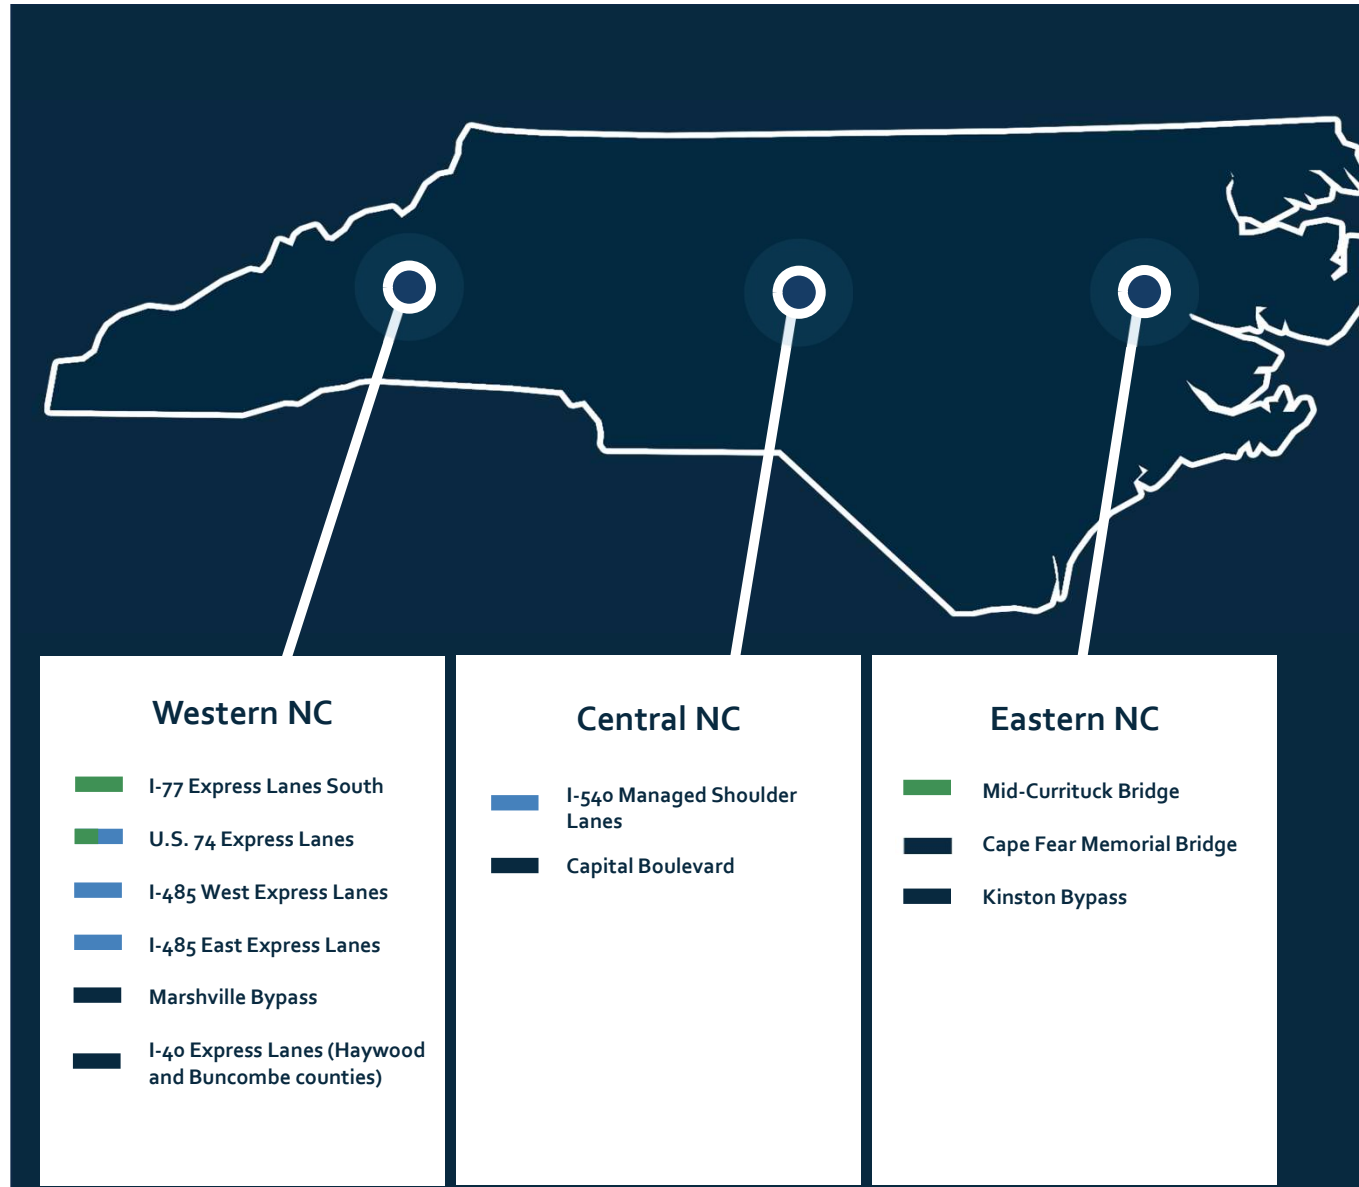 Western NC
I-77 Express Lanes South
U.S. 74 Express Lanes
I-485 West Express Lanes
I-485 East Express Lanes
Marshville Bypass
I-40 Express Lanes (Haywood
and Buncombe counties)
Central NC
I-540 Managed Shoulder
Lanes
Capital Boulevard
Eastern NC
Mid-Currituck Bridge
Cape Fear Memorial Bridge
Kinston Bypass